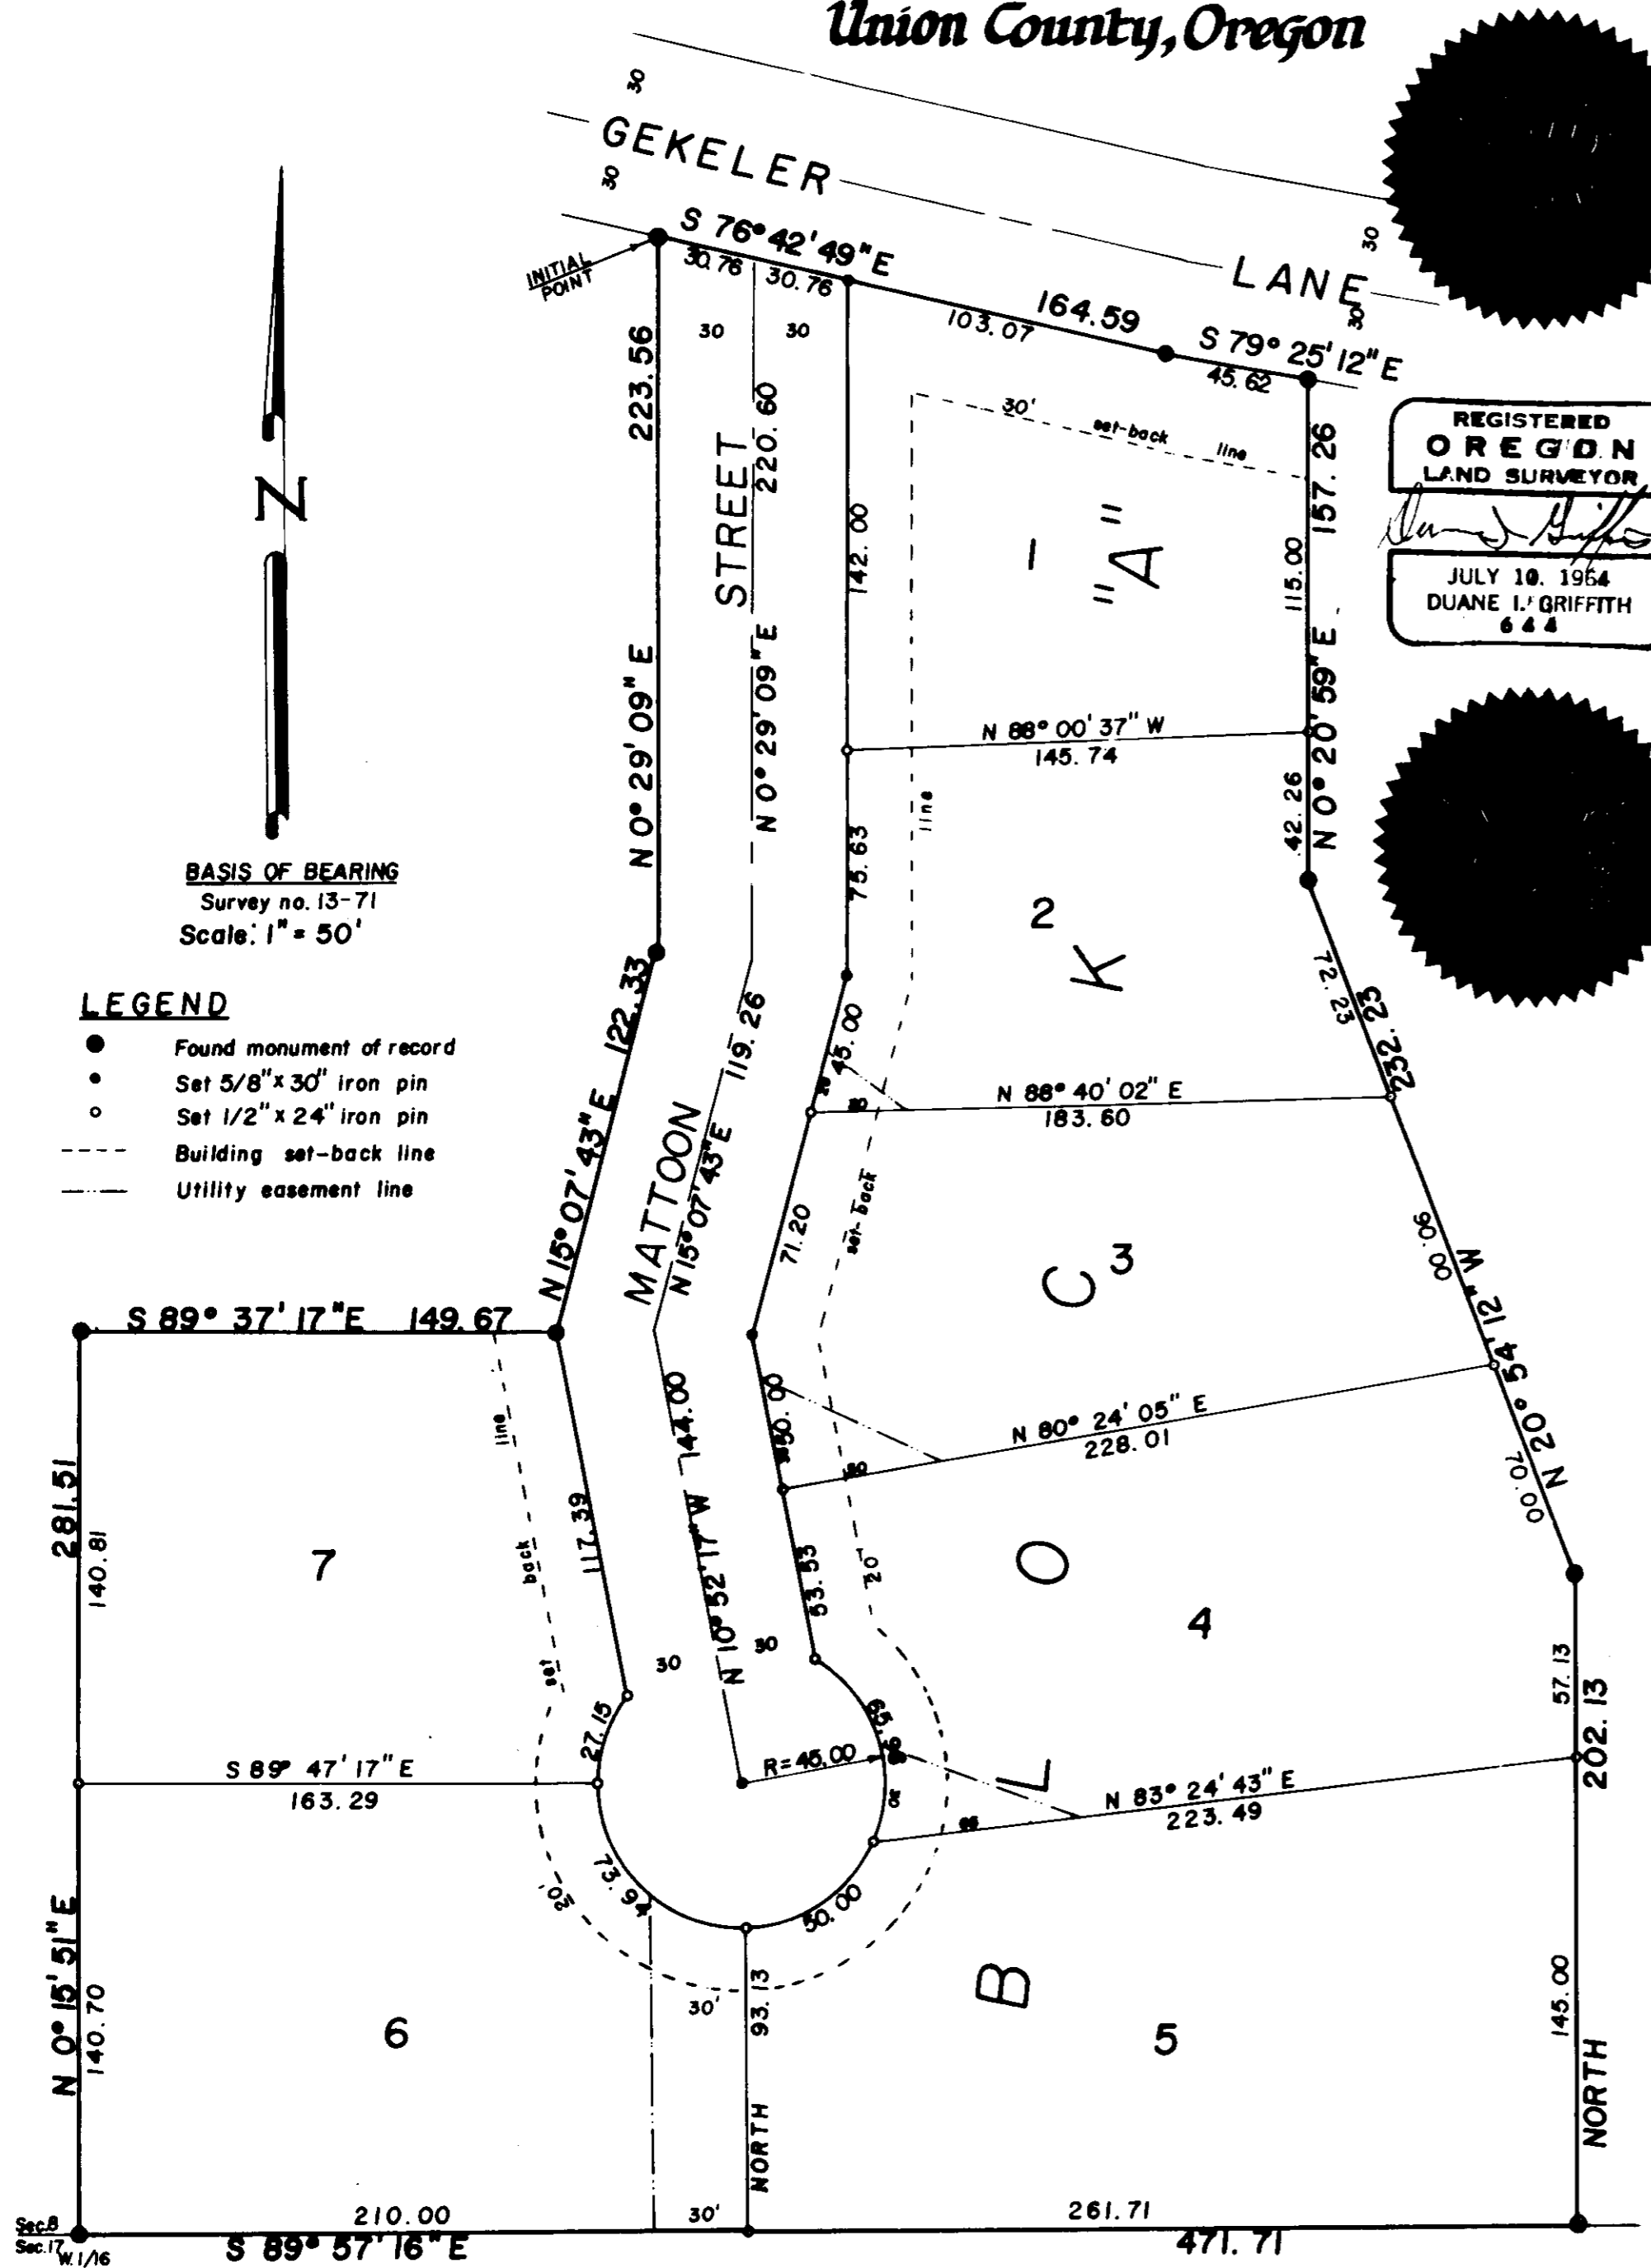 Union County, Oregon
30
GEKELER
30
LANE
30
30
INITIAL
POINT
S 76° 42' 49" E
30.76
30.76
164.59
103.07
S 79° 25' 12" E
45.62
30
30
223.56
N 0° 29' 09" E
STREET
220.60
N 0° 29' 09" E
142.00
30'
set-back
line
1
"A"
157.26
115.00
N 0° 20' 59" E
42.26
REGISTERED
OREGON
LAND SURVEYOR
JULY 10. 1964
DUANE I. GRIFFITH
644
N
BASIS OF BEARING
Survey no. 13-71
Scale: 1" = 50'
LEGEND
Found monument of record
Set 5/8" x 30" iron pin
Set 1/2" x 24" iron pin
Building set-back line
Utility easement line
N 88° 00' 37" W
145.74
line
75.63
2
K
72.23
232.23
122.33
N 15° 07' 43" E
119.26
MATTOON
N 15° 07' 43" E
45.00
20
N 88° 40' 02" E
183.60
71.20
set-back
C
3
90.00
N 20° 54' 12" W
70.00
S 89° 37' 17" E 149.67
line
back
set
281.51
140.81
7
117.39
144.00
N 10° 52' 17" W
30
30
50.00
N 80° 24' 05" E
228.01
53.53
20'
O
4
57.13
202.13
27.15
65.96
R=45.00
20
S 89° 47' 17" E
163.29
L
N 83° 24' 43" E
223.49
73.94
20'
50.00
N 0° 15' 51" E
140.70
6
30'
93.13
NORTH
B
5
145.00
NORTH
210.00
30'
261.71
Sec.8
Sec.17
W.1/16
S 89° 57' 16" E
471.71